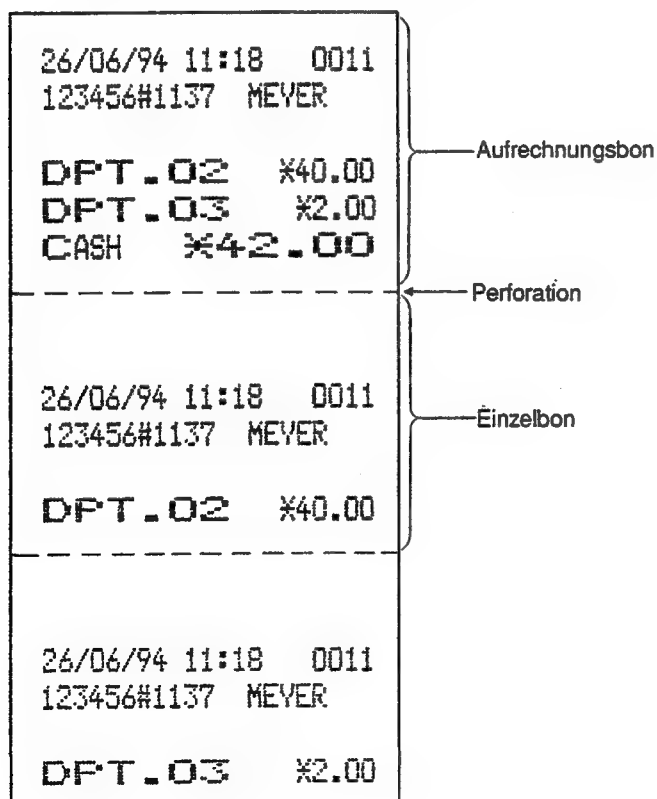 26/06/94 11:18 0011
123456#1137 MEYER
DPT.02 ¥40.00
DPT.03 ¥2.00
CASH ¥42.00
Aufrechnungsbon
Perforation
26/06/94 11:18 0011
123456#1137 MEYER
DPT.02 ¥40.00
Einzelbon
26/06/94 11:18 0011
123456#1137 MEYER
DPT.03 ¥2.00